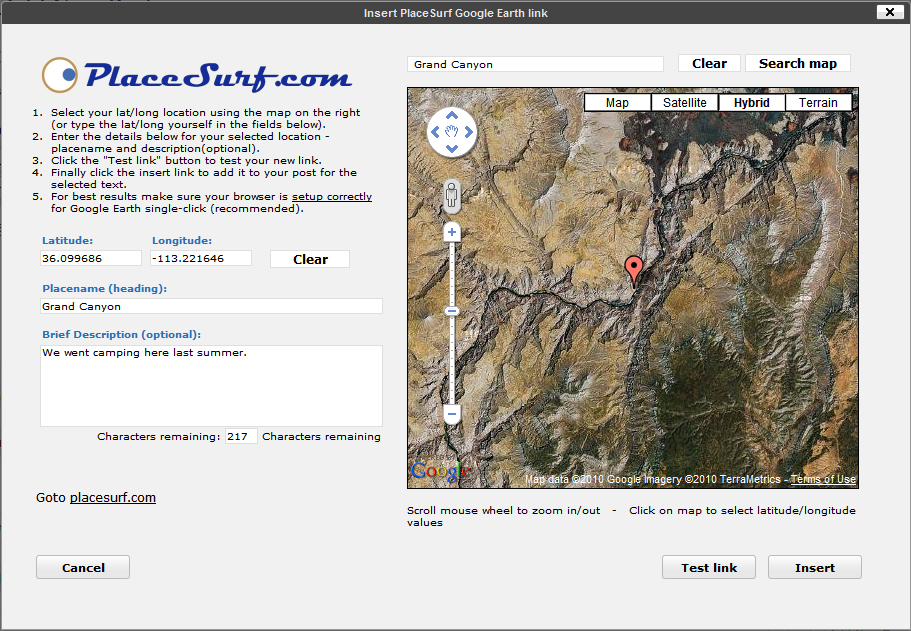 Insert PlaceSurf Google Earth link
PlaceSurf.com
1. Select your lat/long location using the map on the right
(or type the lat/long yourself in the fields below).
2. Enter the details below for your selected location -
placename and description(optional).
3. Click the "Test link" button to test your new link.
4. Finally click the insert link to add it to your post for the
selected text.
5. For best results make sure your browser is setup correctly
for Google Earth single-click (recommended).
Latitude: Longitude:
36.099686 -113.221646 Clear
Placename (heading):
Grand Canyon
Brief Description (optional):
We went camping here last summer.
Characters remaining: 217 Characters remaining
Goto placesurf.com
Cancel
Grand Canyon Clear Search map
Map Satellite Hybrid Terrain
Google
Map data ©2010 Google Imagery ©2010 TerraMetrics - Terms of Use
Scroll mouse wheel to zoom in/out - Click on map to select latitude/longitude
values
Test link Insert